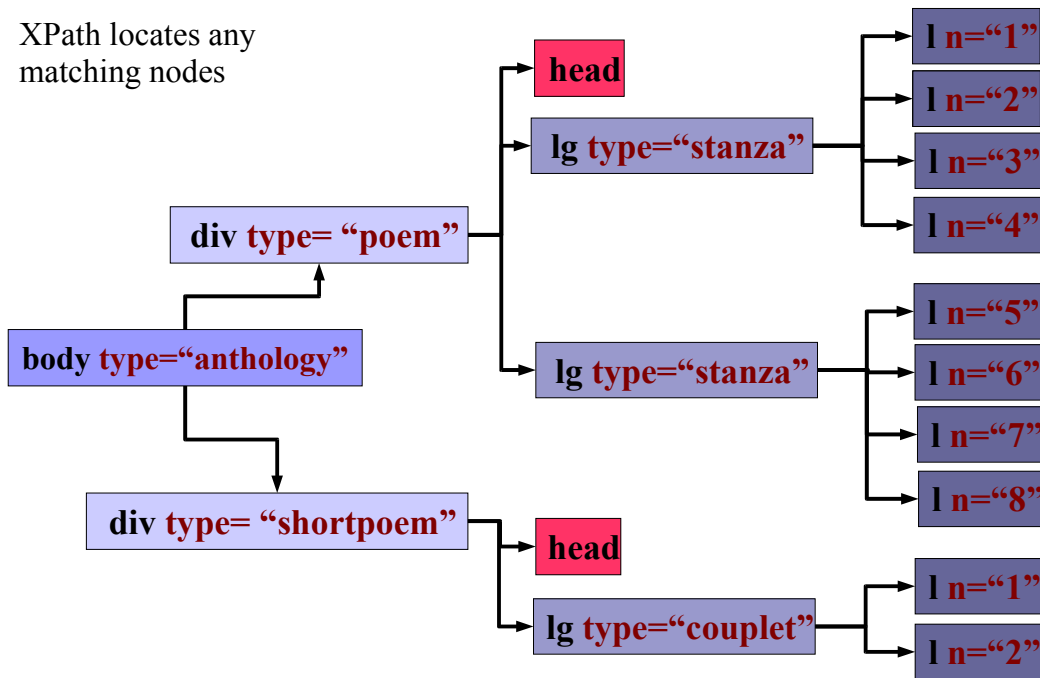 XPath locates any
matching nodes
head
lg type=“stanza”
l n=“1”
l n=“2”
l n=“3”
l n=“4”
div type= “poem”
body type=“anthology”
lg type=“stanza”
l n=“5”
l n=“6”
l n=“7”
l n=“8”
div type= “shortpoem”
head
lg type=“couplet”
l n=“1”
l n=“2”